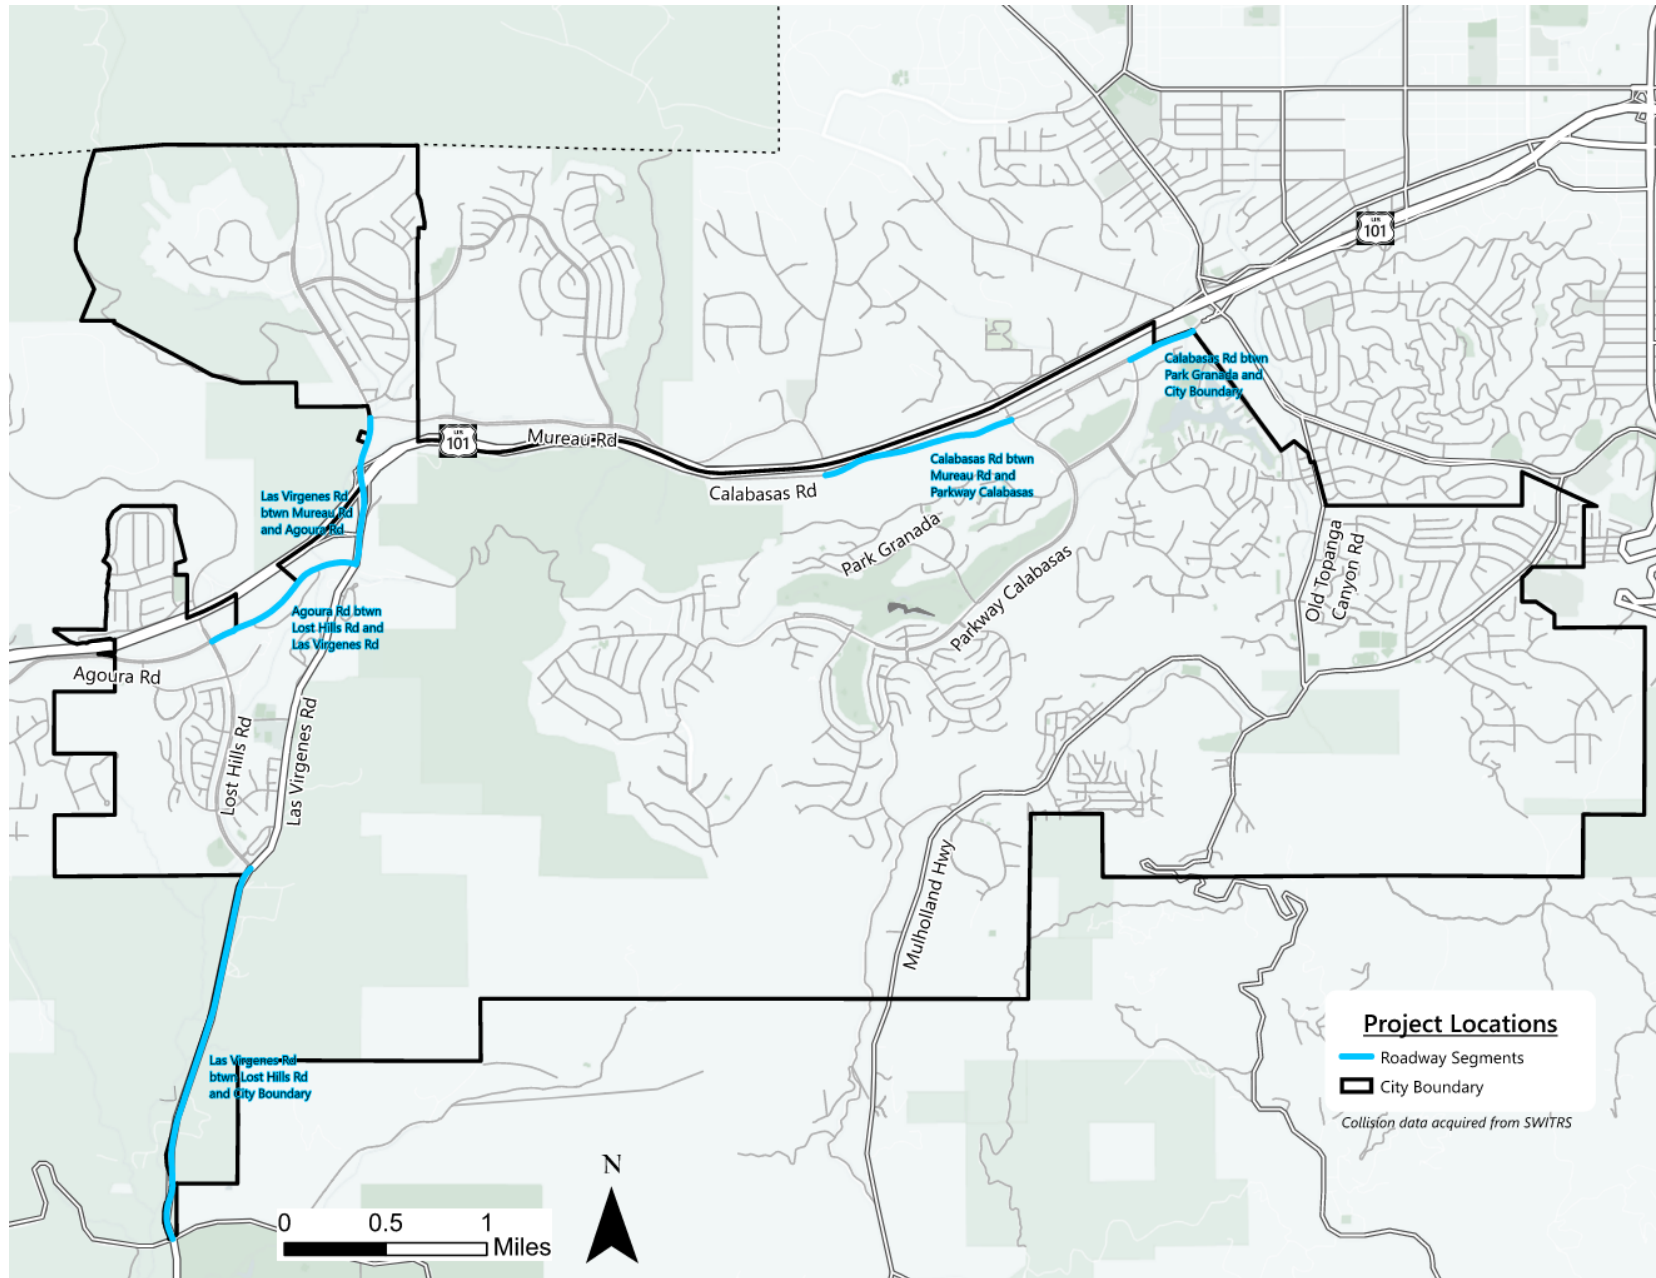 US
101
Calabasas Rd btwn
Park Granada and
City Boundary
US
101
Mureau Rd
Calabasas Rd btwn
Mureau Rd and
Parkway Calabasas
Calabasas Rd
Las Virgenes Rd
btwn Mureau Rd
and Agoura Rd
Park Granada
Parkway Calabasas
Old Topanga
Canyon Rd
Agoura Rd btwn
Lost Hills Rd and
Las Virgenes Rd
Agoura Rd
Lost Hills Rd
Las Virgenes Rd
Mulholland Hwy
Las Virgenes Rd
btwn Lost Hills Rd
and City Boundary
Project Locations
Roadway Segments
City Boundary
Collision data acquired from SWITRS
N
0 0.5 1
Miles